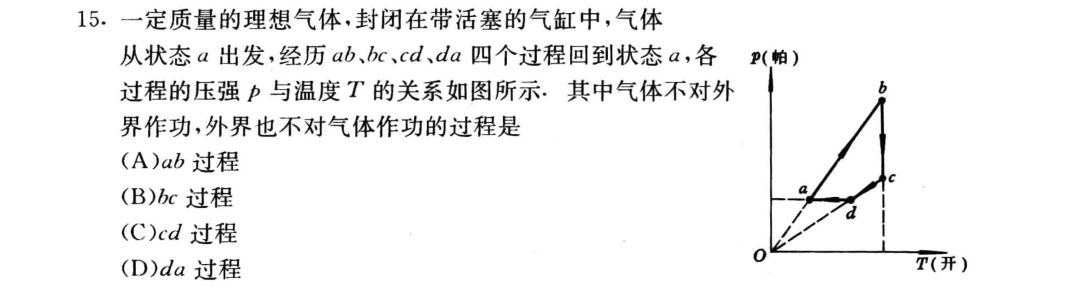 15. 一定质量的理想气体,封闭在带活塞的气缸中,气体
从状态 a 出发,经历 ab、bc、cd、da 四个过程回到状态 a,各
过程的压强 p 与温度 T 的关系如图所示. 其中气体不对外
界作功,外界也不对气体作功的过程是
(A)ab 过程
(B)bc 过程
(C)cd 过程
(D)da 过程
p(帕)
b
c
a
d
O
T(开)